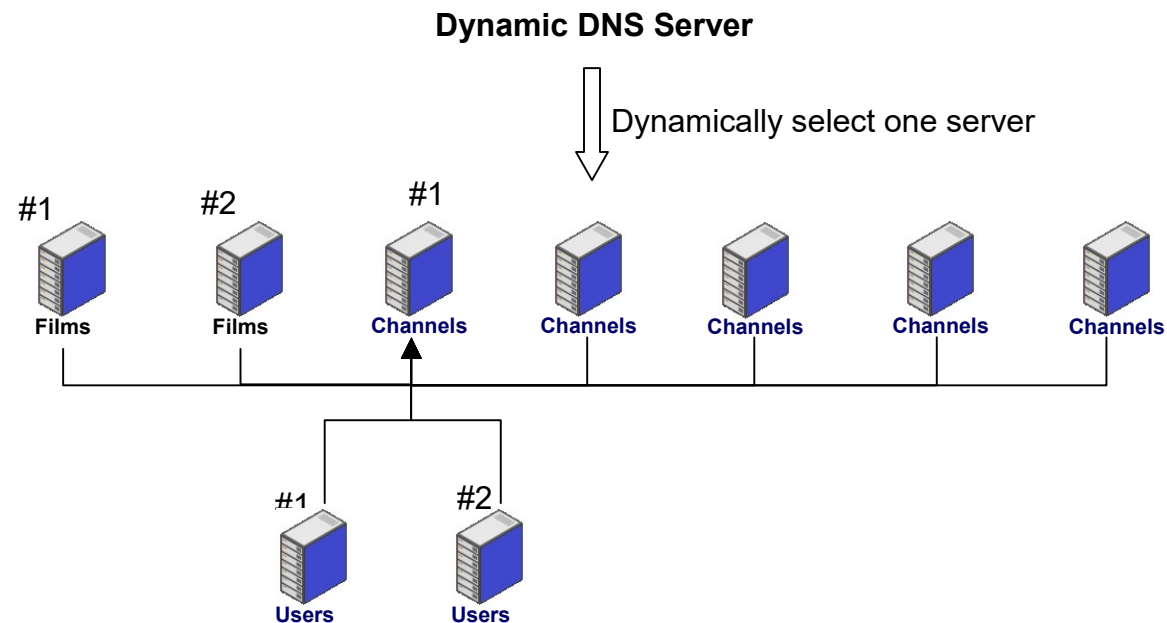 Dynamic DNS Server
Dynamically select one server
#1 #2 #1
Films Films Channels Channels Channels Channels Channels
#1 #2
Users Users